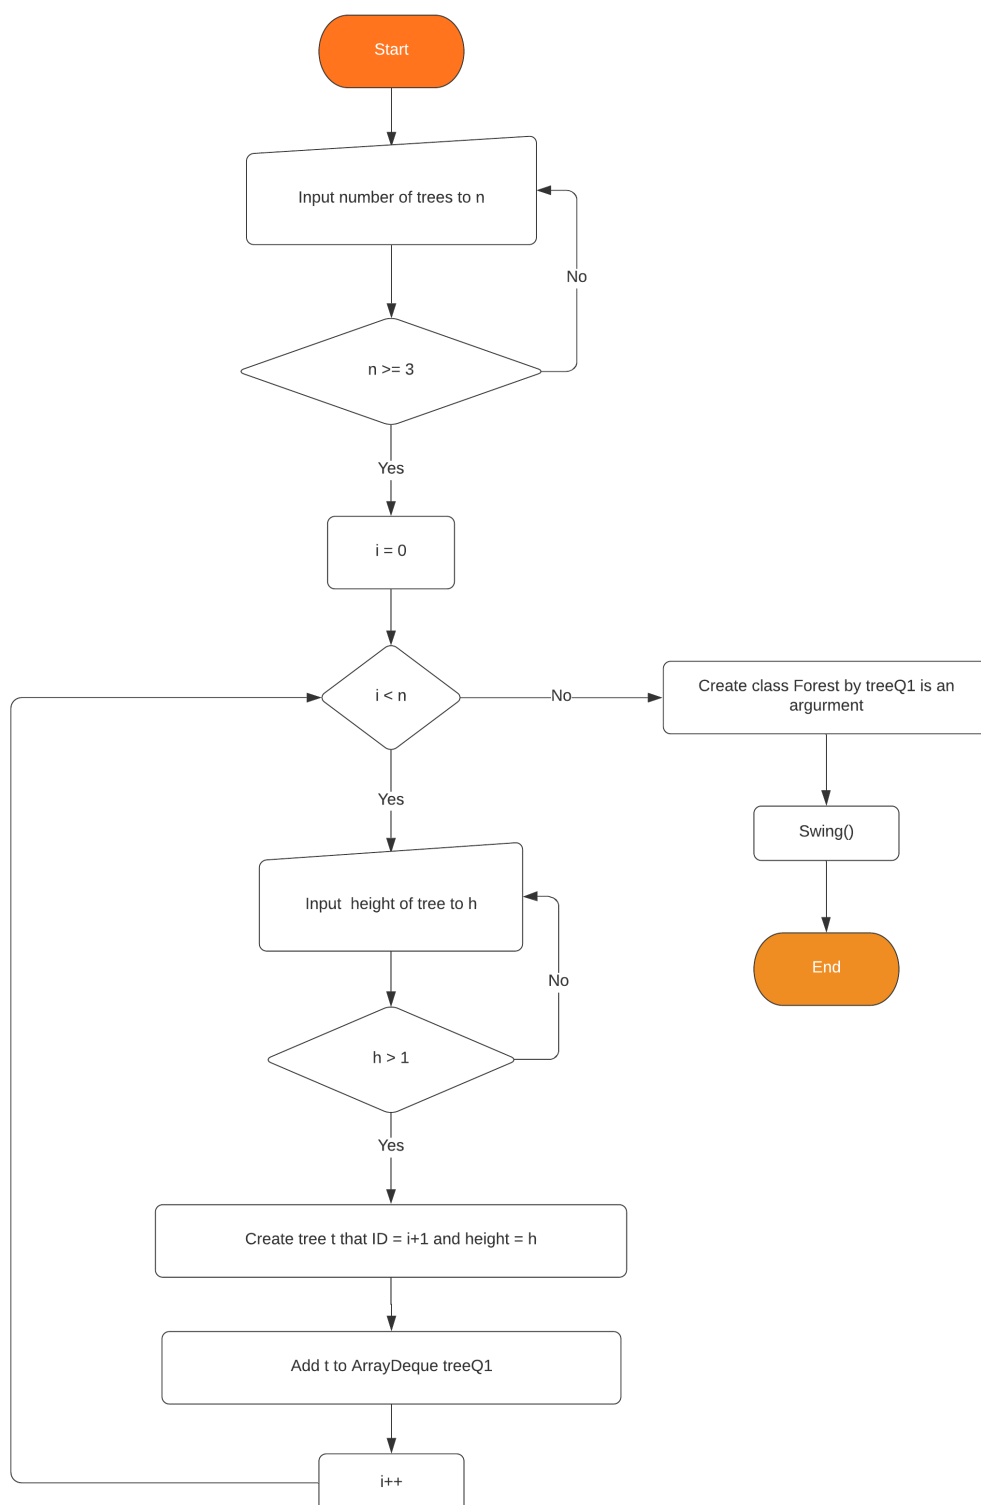 Start
Input number of trees to n
No
n >= 3
Yes
i = 0
i < n
No
Create class Forest by treeQ1 is an
argurment
Yes
Swing()
Input  height of tree to h
End
No
h > 1
Yes
Create tree t that ID = i+1 and height = h
Add t to ArrayDeque treeQ1
i++